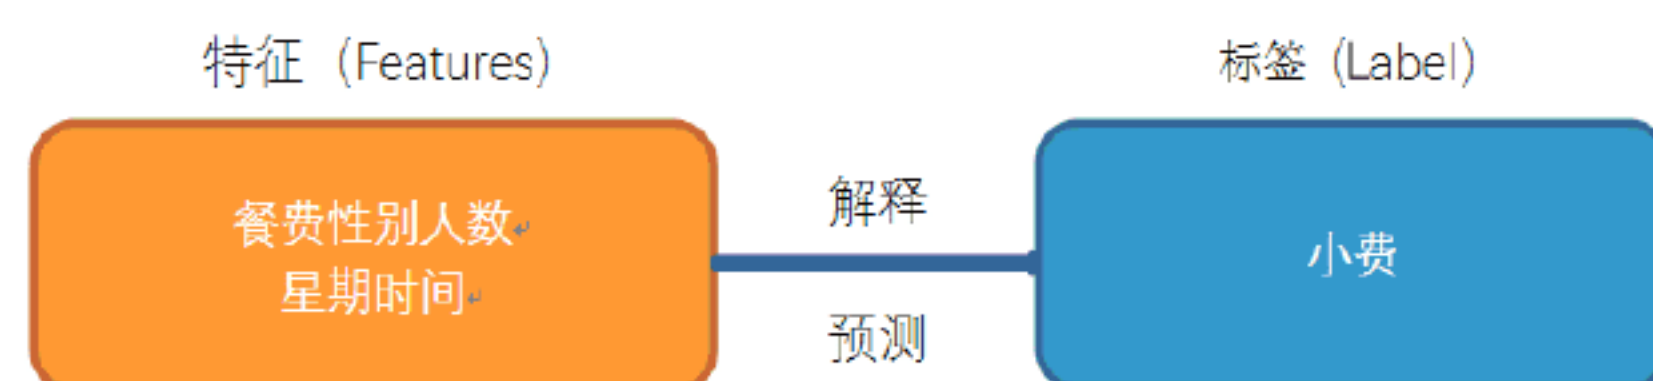 特征（Features）
标签（Label）
餐费性别人数
星期时间
解释
预测
小费